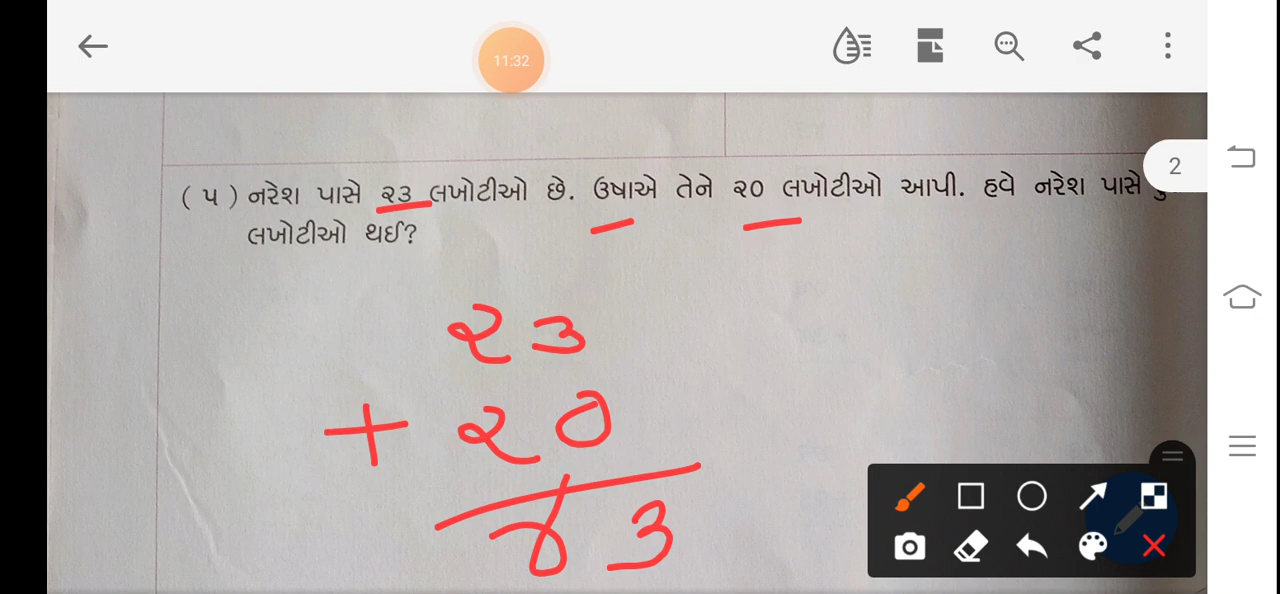 11:32
2
( ૫ ) નરેશ પાસે ૨૩ લખોટીઓ છે. ઉષાએ તેને ૨૦ લખોટીઓ આપી. હવે નરેશ પાસે
લખોટીઓ થઈ?
૨૩
+ ૨૦
૪૩